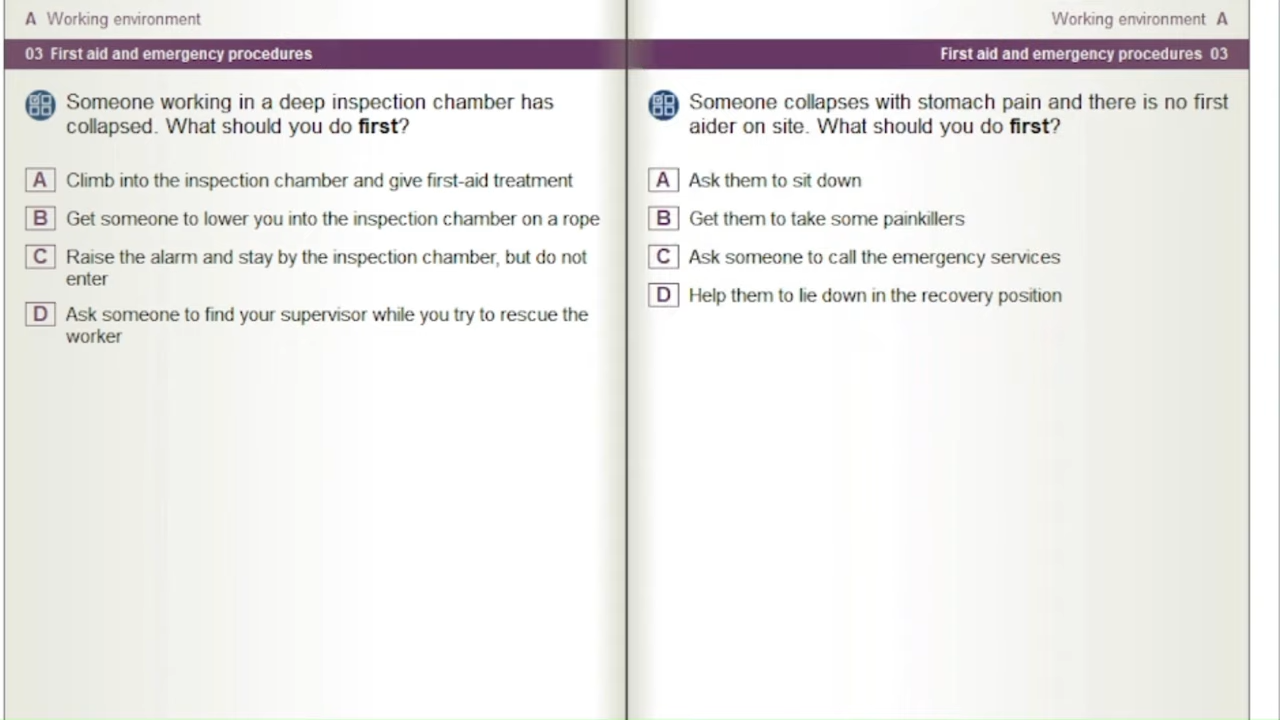 A Working environment
03 First aid and emergency procedures
Someone working in a deep inspection chamber has
collapsed. What should you do first?
A Climb into the inspection chamber and give first-aid treatment
B Get someone to lower you into the inspection chamber on a rope
C Raise the alarm and stay by the inspection chamber, but do not
enter
D Ask someone to find your supervisor while you try to rescue the
worker
Working environment A
First aid and emergency procedures 03
Someone collapses with stomach pain and there is no first
aider on site. What should you do first?
A Ask them to sit down
B Get them to take some painkillers
C Ask someone to call the emergency services
D Help them to lie down in the recovery position